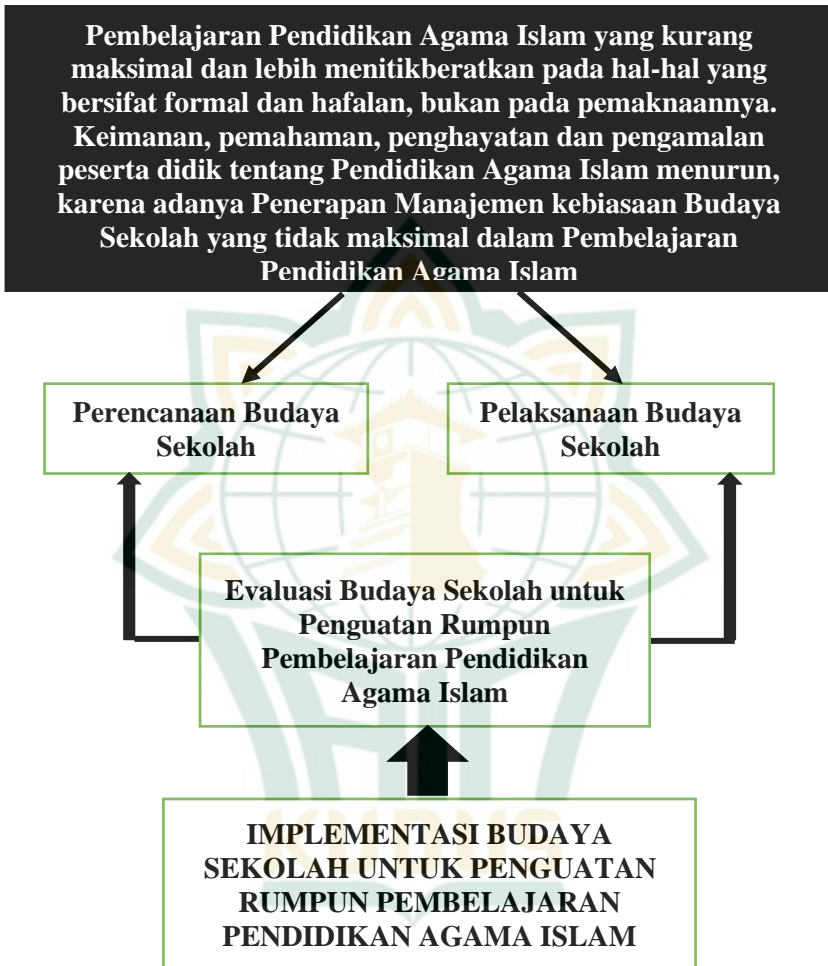 Pembelajaran Pendidikan Agama Islam yang kurang
maksimal dan lebih menitikberatkan pada hal-hal yang
bersifat formal dan hafalan, bukan pada pemaknaannya.
Keimanan, pemahaman, penghayatan dan pengamalan
peserta didik tentang Pendidikan Agama Islam menurun,
karena adanya Penerapan Manajemen kebiasaan Budaya
Sekolah yang tidak maksimal dalam Pembelajaran
Pendidikan Agama Islam
Perencanaan Budaya
Sekolah
Pelaksanaan Budaya
Sekolah
Evaluasi Budaya Sekolah untuk
Penguatan Rumpun
Pembelajaran Pendidikan
Agama Islam
IMPLEMENTASI BUDAYA
SEKOLAH UNTUK PENGUATAN
RUMPUN PEMBELAJARAN
PENDIDIKAN AGAMA ISLAM
KUDUS